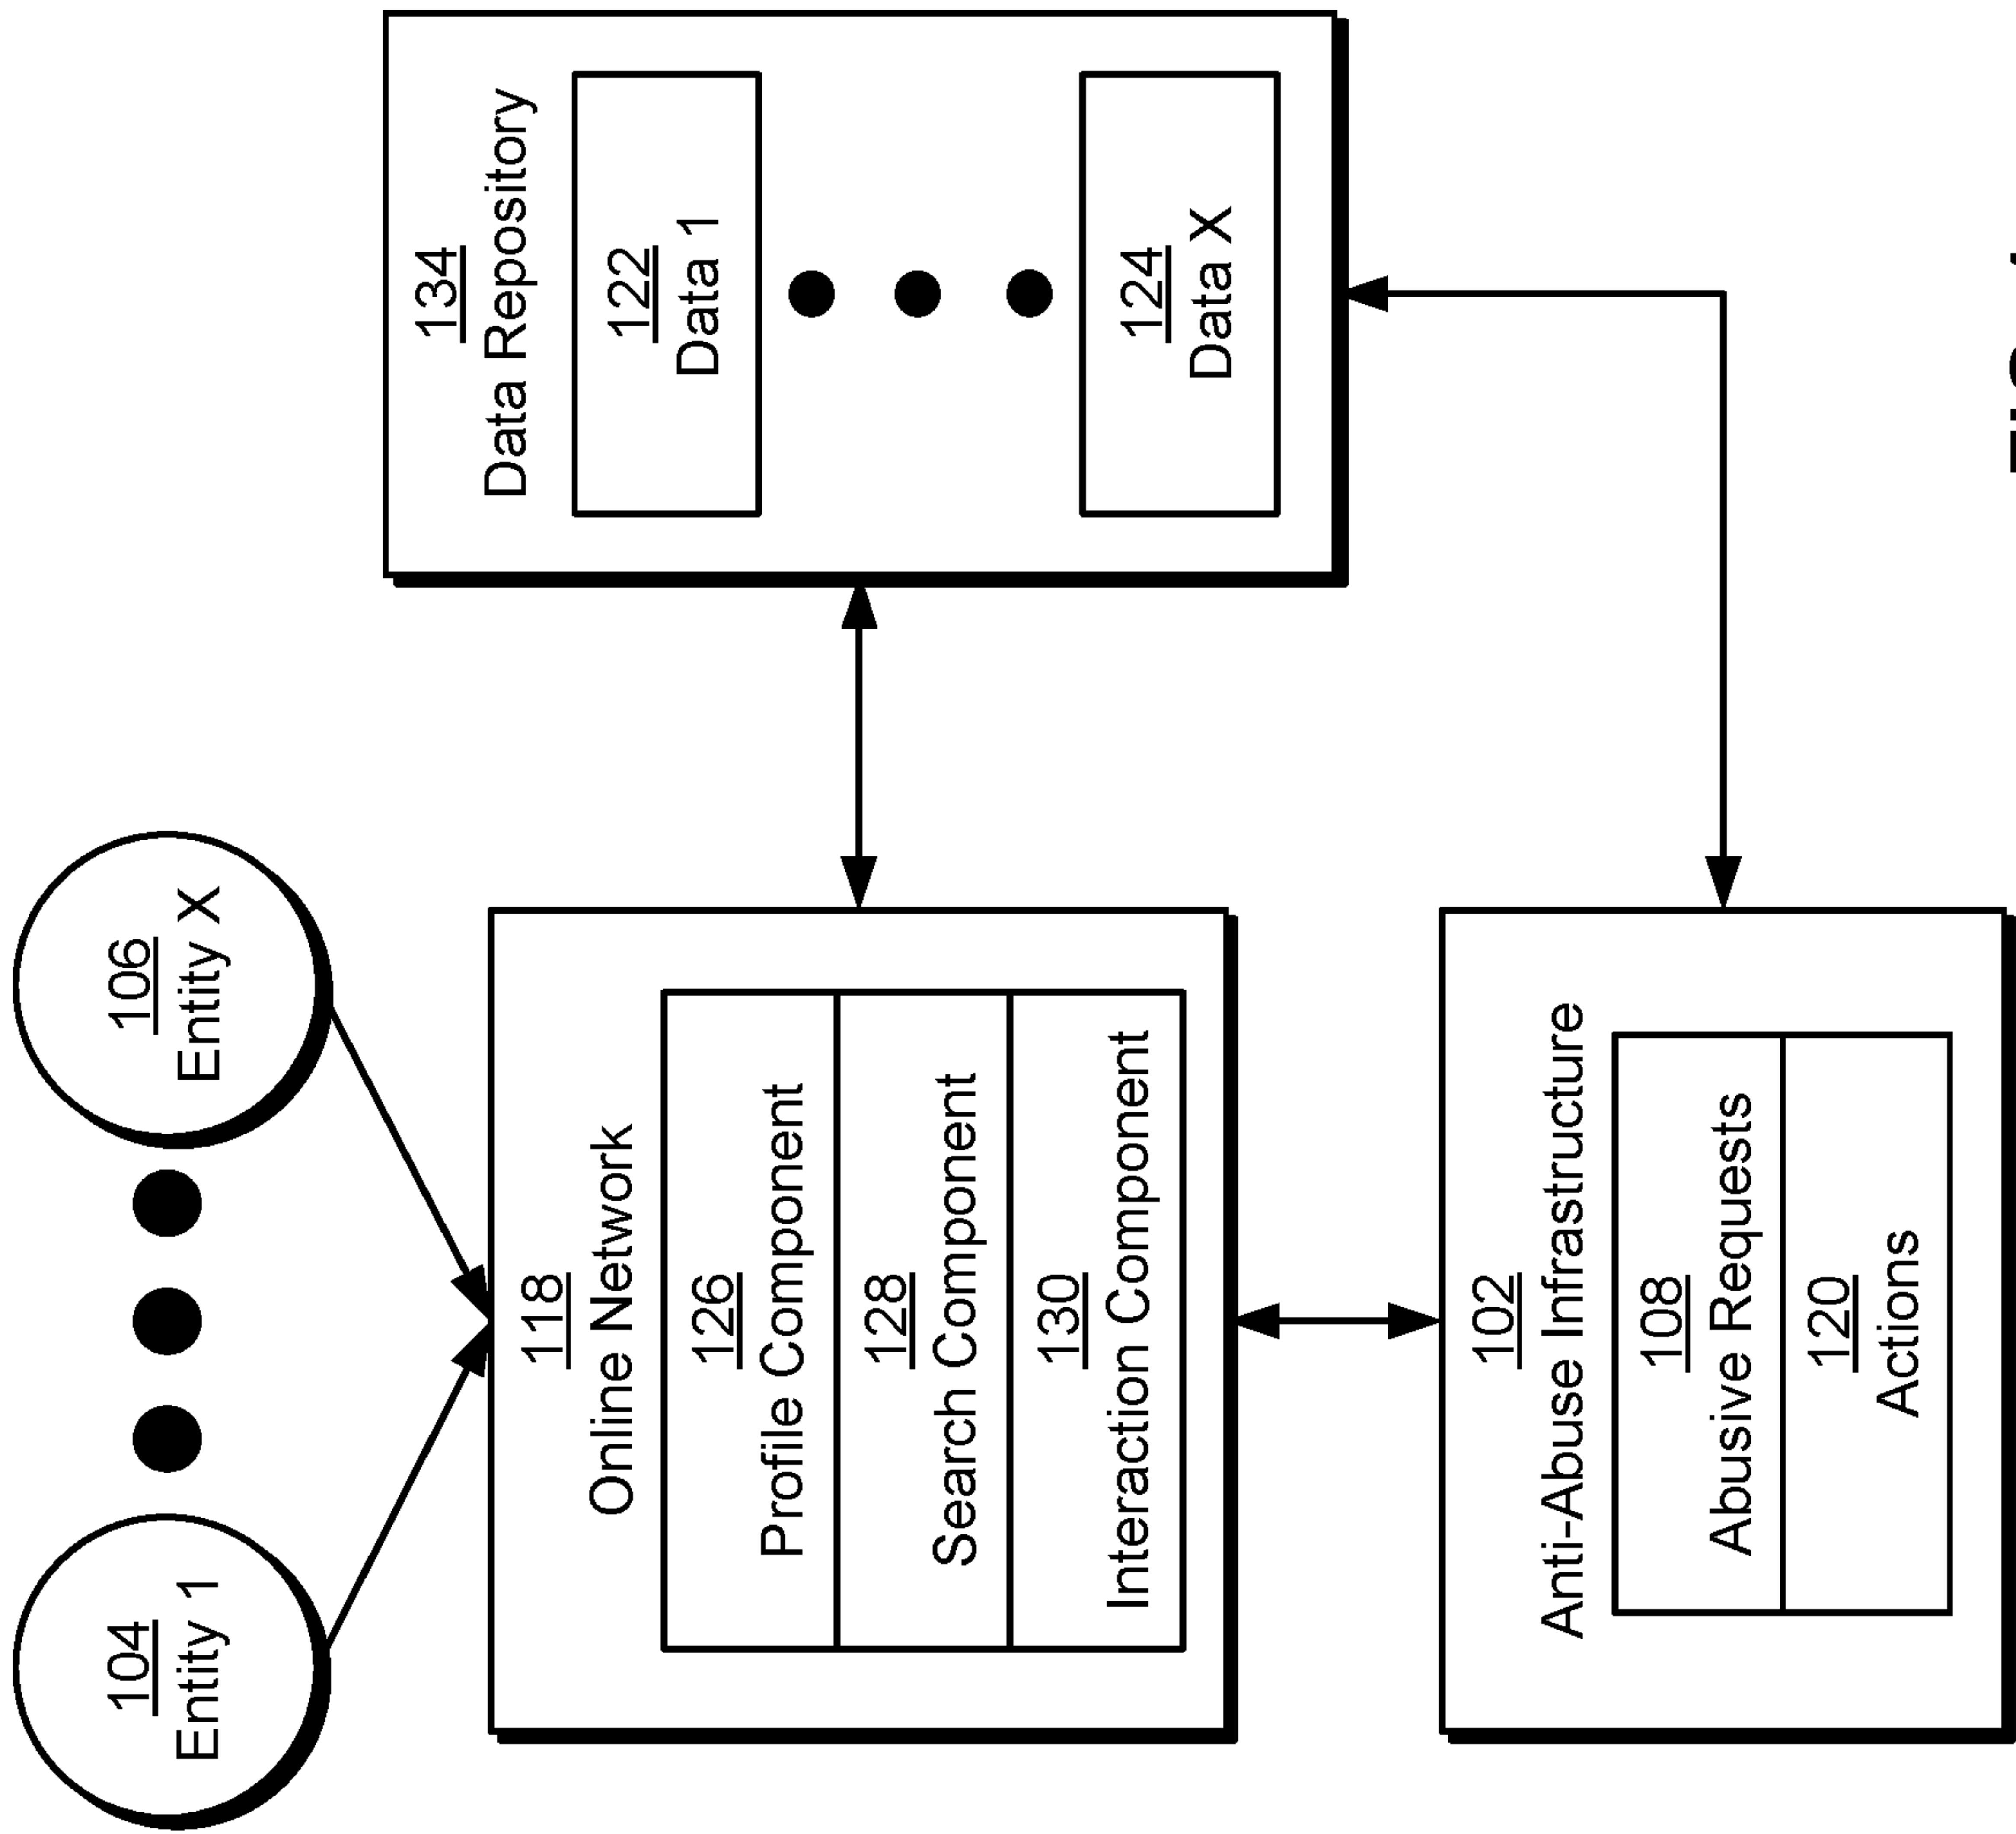 104
Entity 1
106
Entity x
118
Online Network
126
Profile Component
128
Search Component
130
Interaction Component
134
Data Repository
122
Data 1
124
Data x
102
Anti-Abuse Infrastructure
108
Abusive Requests
120
Actions